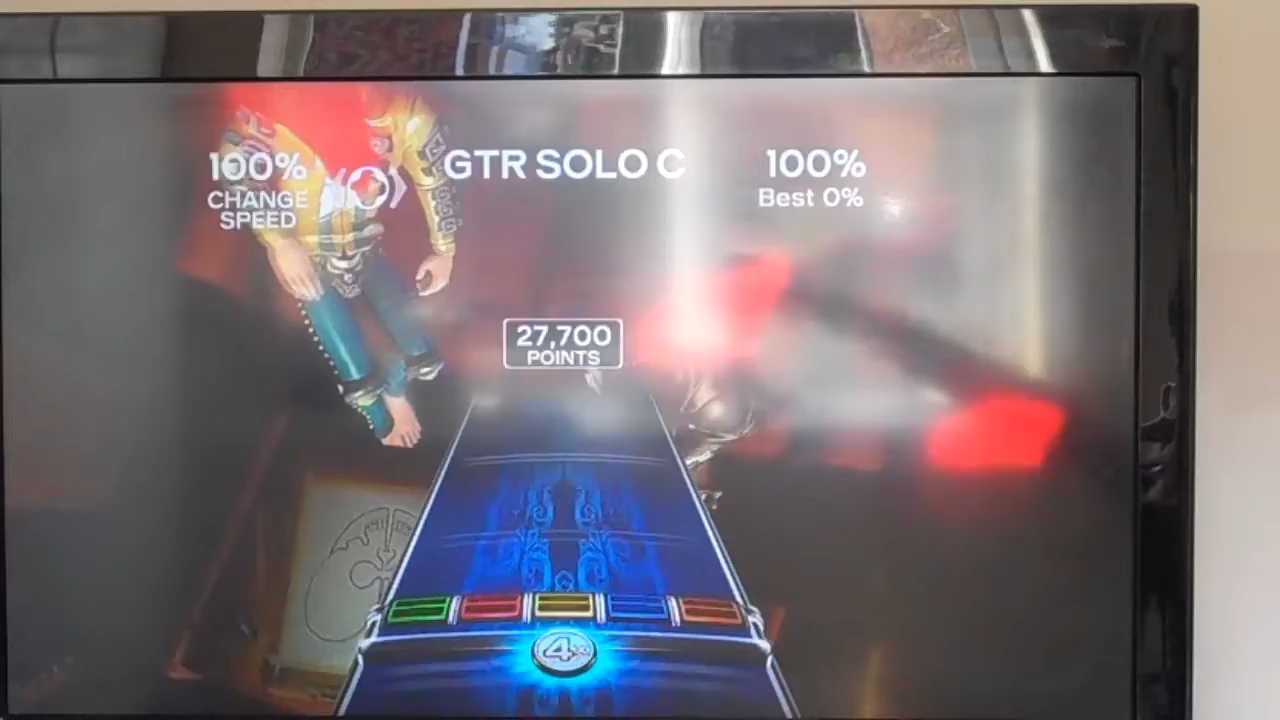 100%
CHANGE
SPEED
GTR SOLO C
100%
Best 0%
27,700
POINTS
4x